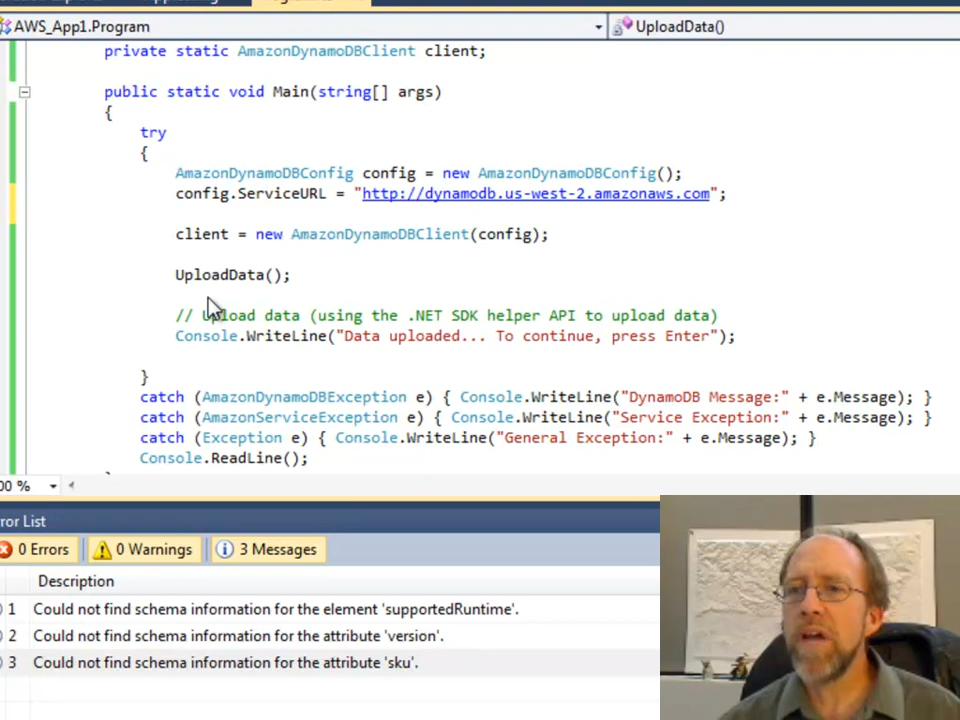 AWS_App1.Program
UploadData()
private static AmazonDynamoDBClient client;
public static void Main(string[] args)
{
try
{
AmazonDynamoDBConfig config = new AmazonDynamoDBConfig();
config.ServiceURL = "http://dynamodb.us-west-2.amazonaws.com";
client = new AmazonDynamoDBClient(config);
UploadData();
// Upload data (using the .NET SDK helper API to upload data)
Console.WriteLine("Data uploaded... To continue, press Enter");
}
catch (AmazonDynamoDBException e) { Console.WriteLine("DynamoDB Message:" + e.Message); }
catch (AmazonServiceException e) { Console.WriteLine("Service Exception:" + e.Message); }
catch (Exception e) { Console.WriteLine("General Exception:" + e.Message); }
Console.ReadLine();
00 %
ror List
0 Errors
0 Warnings
3 Messages
Description
1 Could not find schema information for the element 'supportedRuntime'.
2 Could not find schema information for the attribute 'version'.
3 Could not find schema information for the attribute 'sku'.